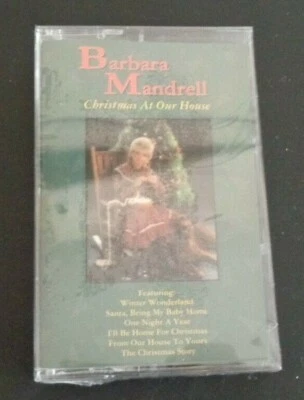 Barbara
Mandrell
Christmas At Our House
Featuring:
Winter Wonderland
Santa, Bring My Baby Home
One Night A Year
I'll Be Home For Christmas
From Our House To Yours
The Christmas Story